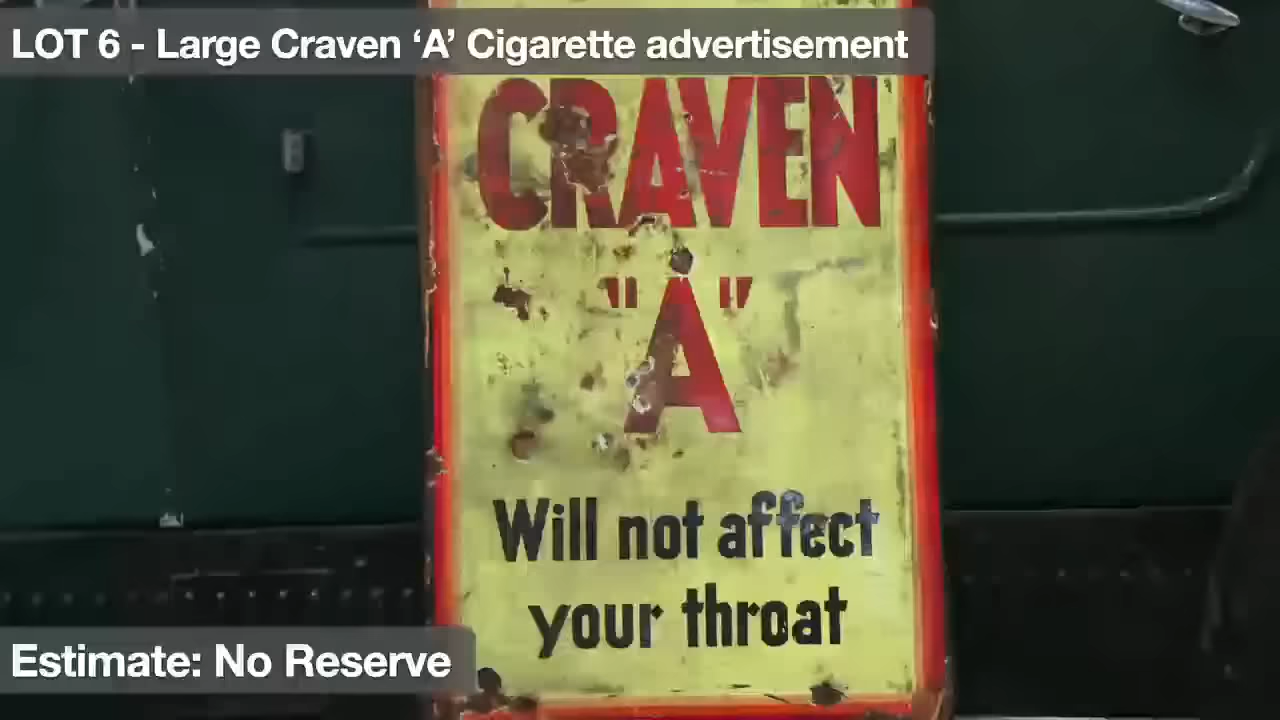 LOT 6 - Large Craven ‘A’ Cigarette advertisement
CRAVEN
"A"
Will not affect
your throat
Estimate: No Reserve